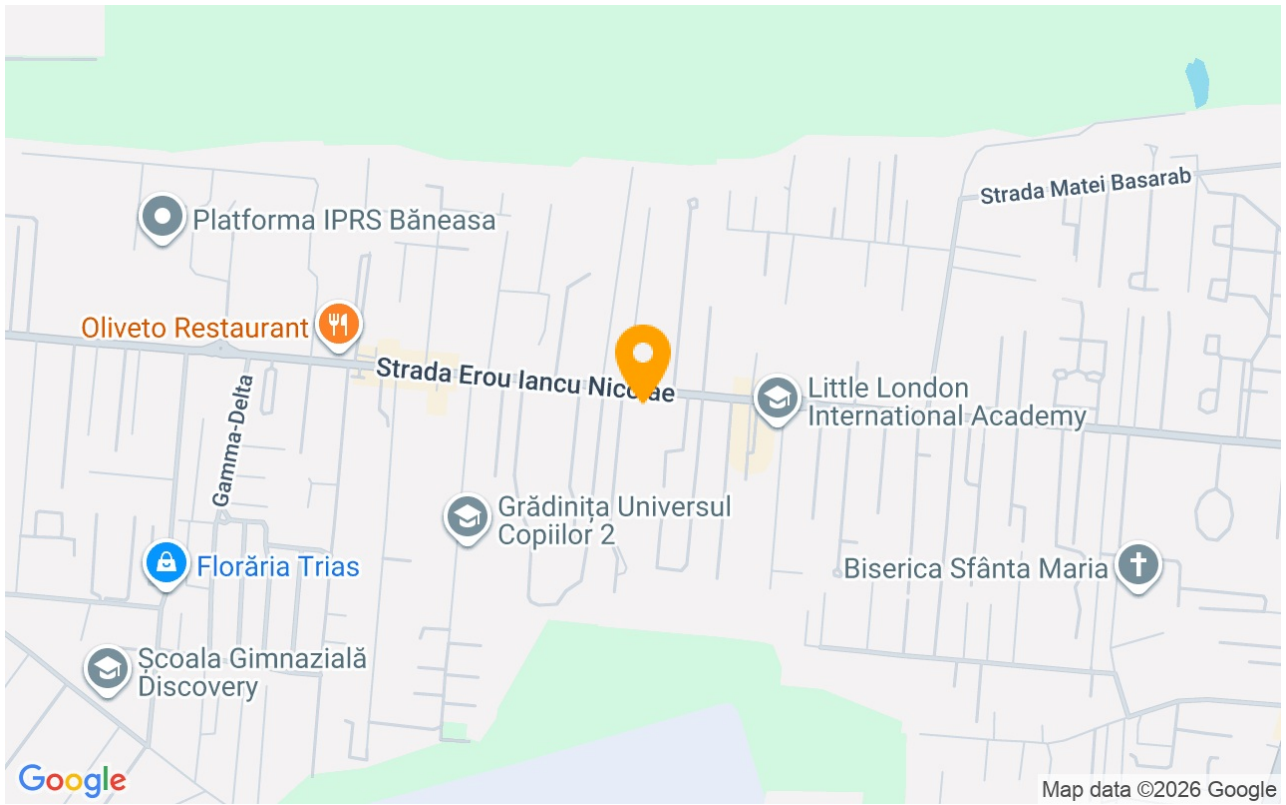 Strada Matei Basarab
Platforma IPRS Băneasa
Oliveto Restaurant
Strada Erou Iancu Nicolae
Little London
International Academy
Gamma-Delta
Grădinița Universul
Copiilor 2
Florăria Trias
Biserica Sfânta Maria
Școala Gimnazială
Discovery
Google
Map data ©2026 Google